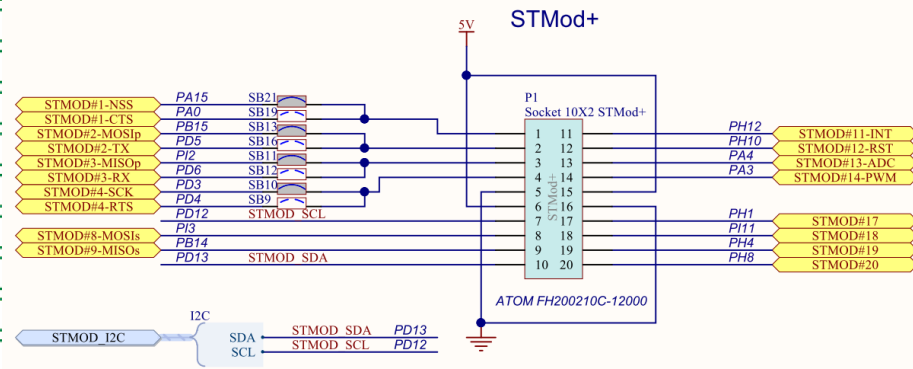 STMod+
5V
P1
Socket 10X2 STMod+
STMOD#1-NSS PA15 SB21
STMOD#1-CTS PA0 SB19
STMOD#2-MOSIp PB15 SB13
STMOD#2-TX PD5 SB16
STMOD#3-MISOp PI2 SB11
STMOD#3-RX PD6 SB12
STMOD#4-SCK PD3 SB10
STMOD#4-RTS PD4 SB9
PD12 STMOD_SCL
STMOD#8-MOSIs PI3
STMOD#9-MISOs PB14
PD13 STMOD_SDA
1 11 PH12 STMOD#11-INT
2 12 PH10 STMOD#12-RST
3 13 PA4 STMOD#13-ADC
4 14 PA3 STMOD#14-PWM
5 15
6 16
7 17 PH1 STMOD#17
8 18 PI11 STMOD#18
9 19 PH4 STMOD#19
10 20 PH8 STMOD#20
STMod+
ATOM FH200210C-12000
I2C
STMOD_I2C
SDA STMOD_SDA PD13
SCL STMOD_SCL PD12